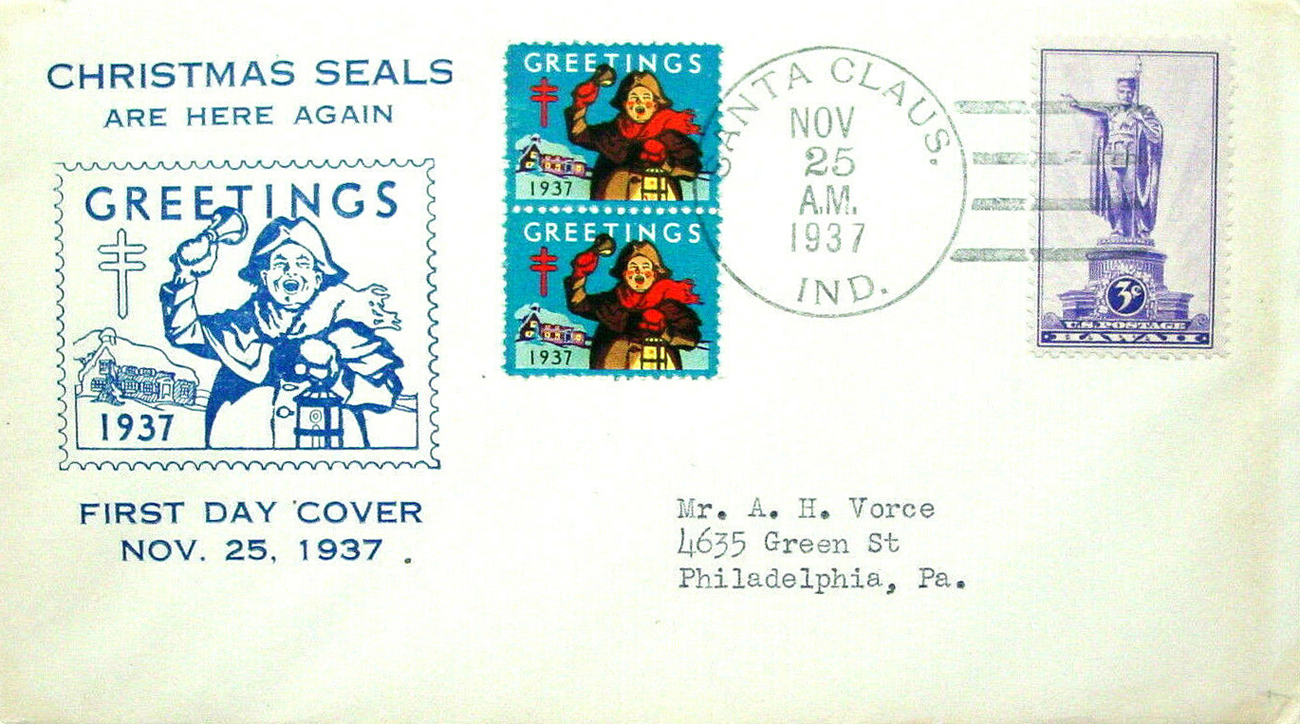 CHRISTMAS SEALS
ARE HERE AGAIN
GREETINGS
1937
FIRST DAY COVER
NOV. 25, 1937
GREETINGS
1937
GREETINGS
1937
SANTA CLAUS.
NOV
25
A.M.
1937
IND.
3¢
U.S. POSTAGE
HAWAII
Mr. A. H. Vorce
4635 Green St
Philadelphia, Pa.